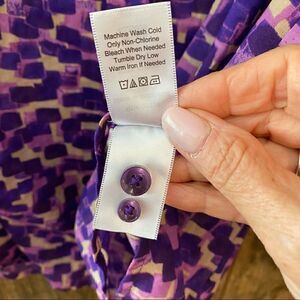 Machine Wash Cold
Only Non-Chlorine
Bleach When Needed
Tumble Dry Low
Warm Iron If Needed